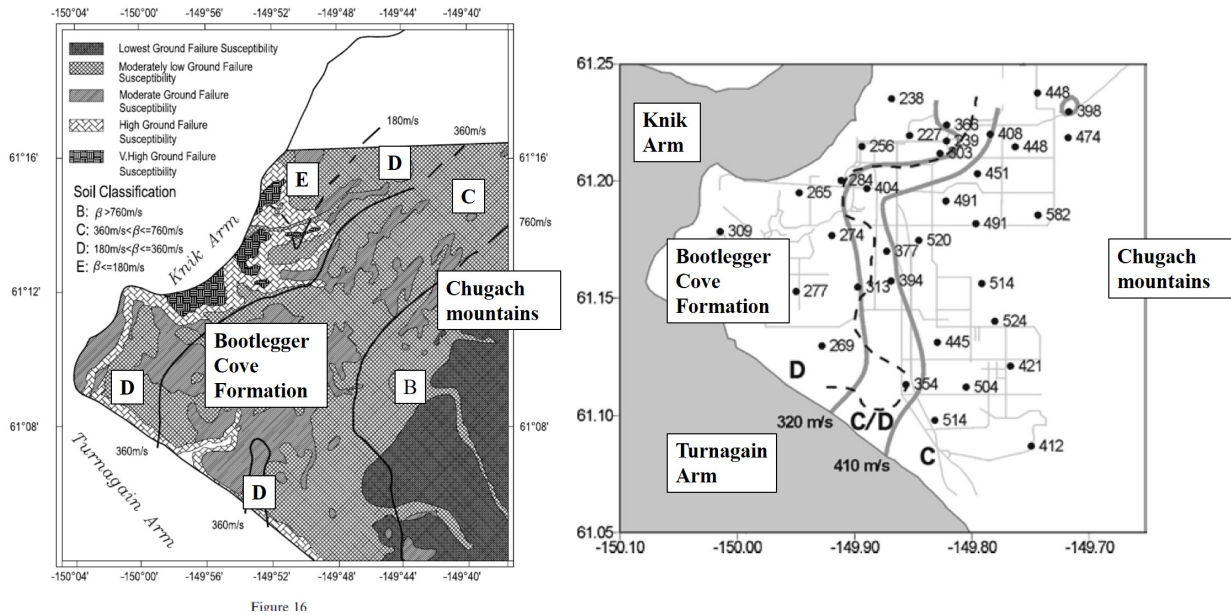 -150°04'
-150°00'
-149°56'
-149°52'
-149°48'
-149°44'
-149°40'
Lowest Ground Failure Susceptibility
Moderately low Ground Failure
Susceptibility
Moderate Ground Failure
Susceptibility
High Ground Failure
Susceptibility
V.High Ground Failure
Susceptibility
Soil Classification
B: β>760m/s
C: 360m/s<β<=760m/s
D: 180m/s<β<=360m/s
E: β<=180m/s
180m/s
360m/s
61°16'
61°16'
D
E
C
760m/s
Knik Arm
61°12'
61°12'
Chugach
mountains
Bootlegger
Cove
Formation
D
B
61°08'
61°08'
360m/s
D
360m/s
Turnagain Arm
-150°04'
-150°00'
-149°56'
-149°52'
-149°48'
-149°44'
-149°40'
Figure 16
61.25
61.20
61.15
61.10
61.05
-150.10
-150.00
-149.90
-149.80
-149.70
Knik
Arm
238
448
398
366
227
239
408
474
256
303
448
284
451
265
404
491
582
309
274
491
377
520
Bootlegger
Cove
Formation
Chugach
mountains
277
313
394
514
524
269
445
421
D
354
504
320 m/s
C/D
514
410 m/s
C
412
Turnagain
Arm